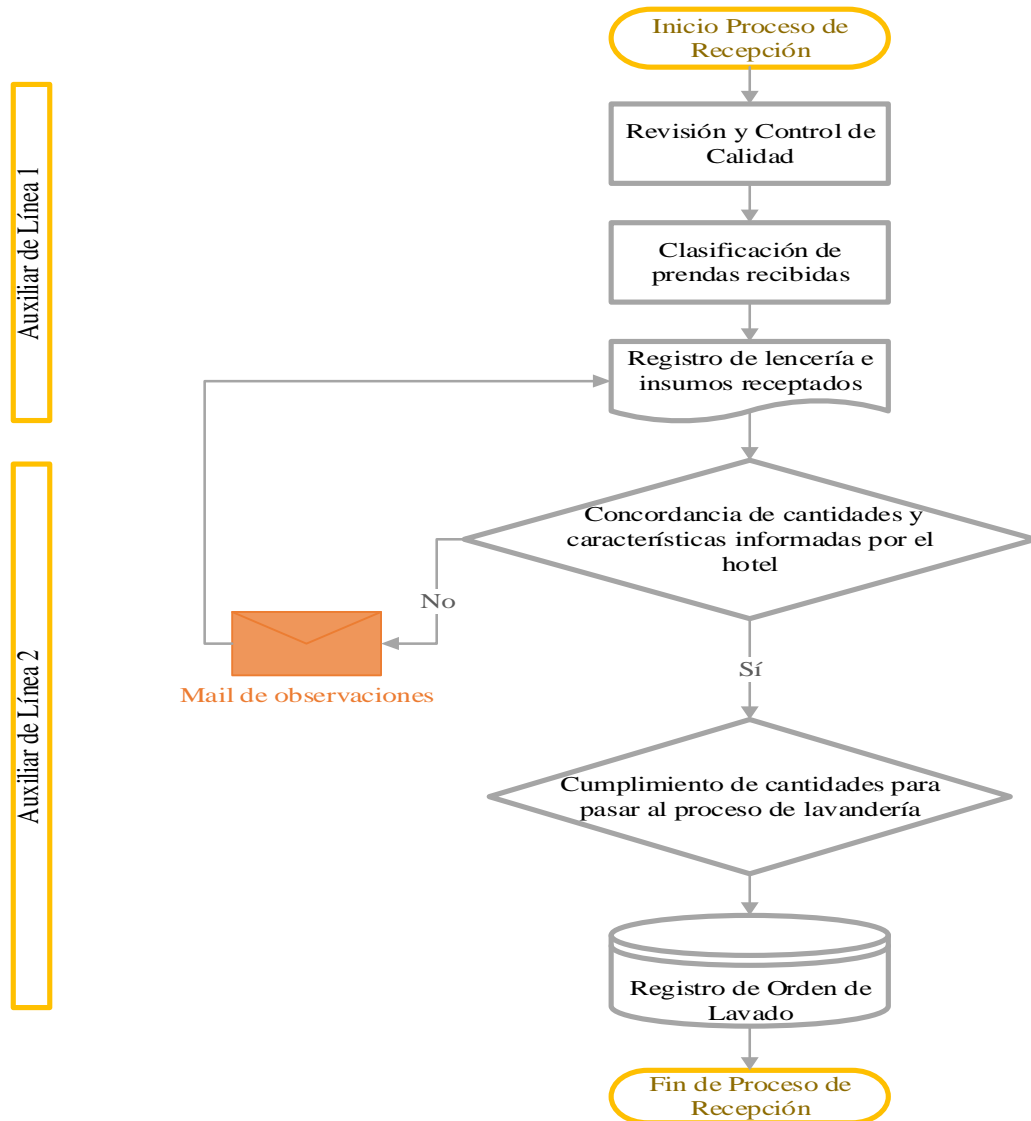 Inicio Proceso de
Recepción
Auxiliar de Línea 1
Revisión y Control de
Calidad
Clasificación de
prendas recibidas
Registro de lencería e
insumos receptados
Auxiliar de Línea 2
Concordancia de cantidades y
características informadas por el
hotel
No
Mail de observaciones
Sí
Cumplimiento de cantidades para
pasar al proceso de lavandería
Registro de Orden de
Lavado
Fin de Proceso de
Recepción